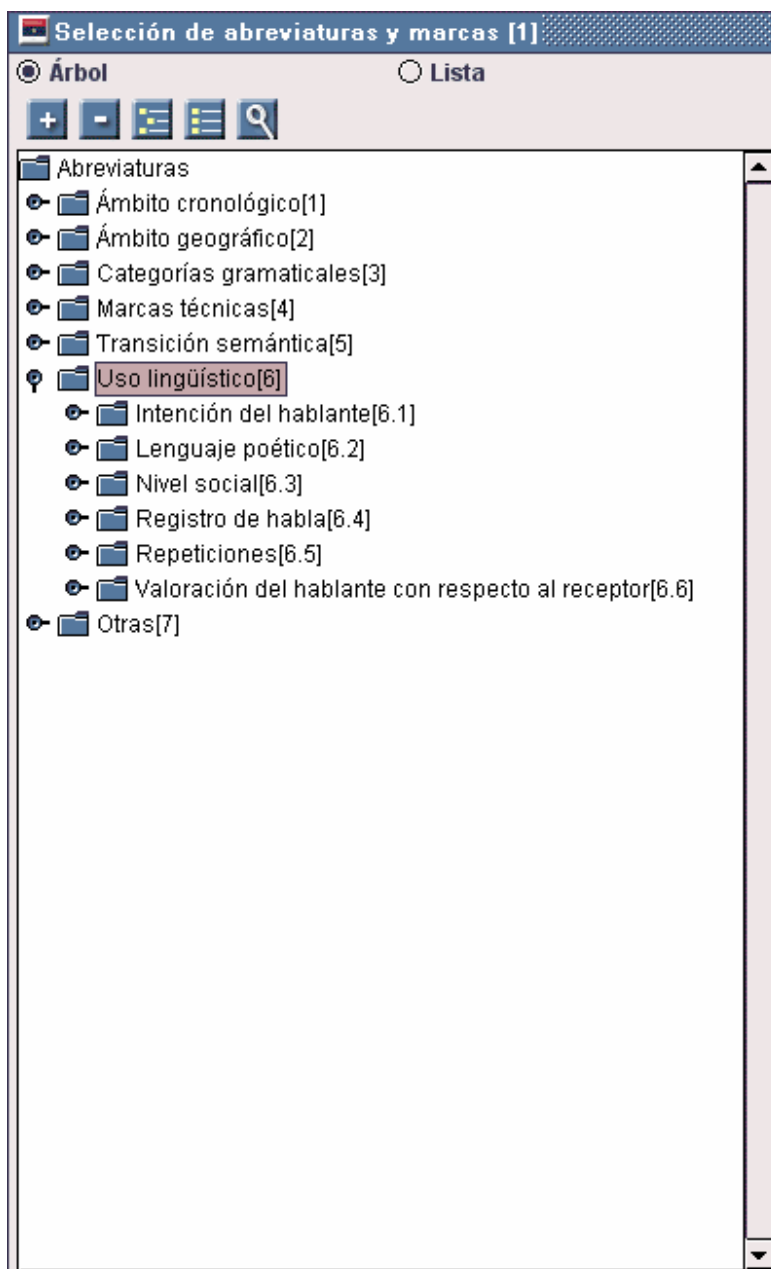 Selección de abreviaturas y marcas [1]
Árbol Lista
Abreviaturas
Ámbito cronológico[1]
Ámbito geográfico[2]
Categorías gramaticales[3]
Marcas técnicas[4]
Transición semántica[5]
Uso lingüístico[6]
Intención del hablante[6.1]
Lenguaje poético[6.2]
Nivel social[6.3]
Registro de habla[6.4]
Repeticiones[6.5]
Valoración del hablante con respecto al receptor[6.6]
Otras[7]